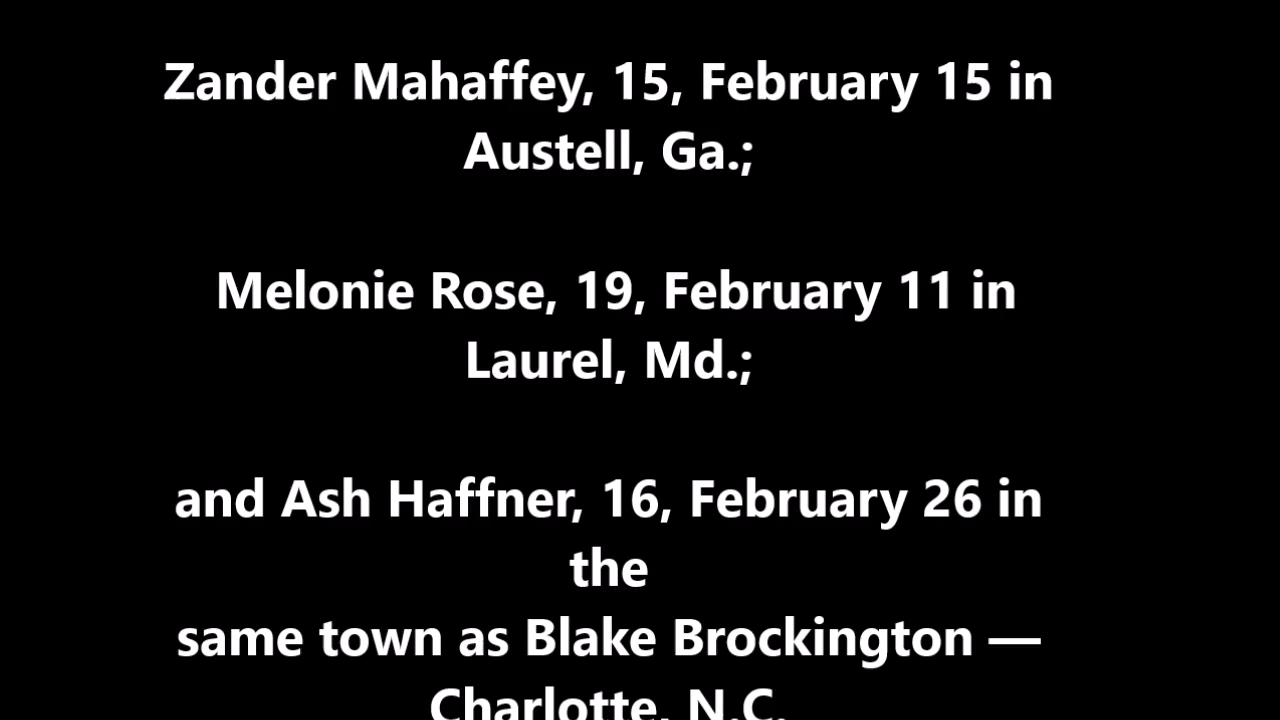 Zander Mahaffey, 15, February 15 in
Austell, Ga.;
Melonie Rose, 19, February 11 in
Laurel, Md.;
and Ash Haffner, 16, February 26 in
the
same town as Blake Brockington —
Charlotte, N.C.